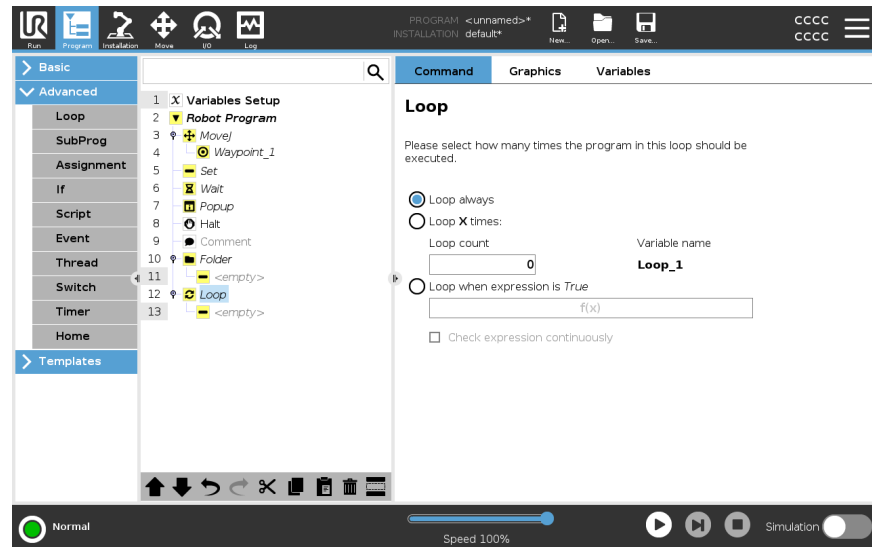 UR
PROGRAM <unnamed>*
INSTALLATION default*
CCCC
CCCC
Run Program Installation Move I/O Log New... Open... Save...
Basic
Advanced
Loop
SubProg
Assignment
If
Script
Event
Thread
Switch
Timer
Home
Templates
1 X Variables Setup
2 Robot Program
3 MoveJ
4 Waypoint_1
5 Set
6 Wait
7 Popup
8 Halt
9 Comment
10 Folder
11 <empty>
12 Loop
13 <empty>
Command Graphics Variables
Loop
Please select how many times the program in this loop should be
executed.
Loop always
Loop X times:
Loop count Variable name
0 Loop_1
Loop when expression is True
f(x)
Check expression continuously
Normal
Speed 100%
Simulation